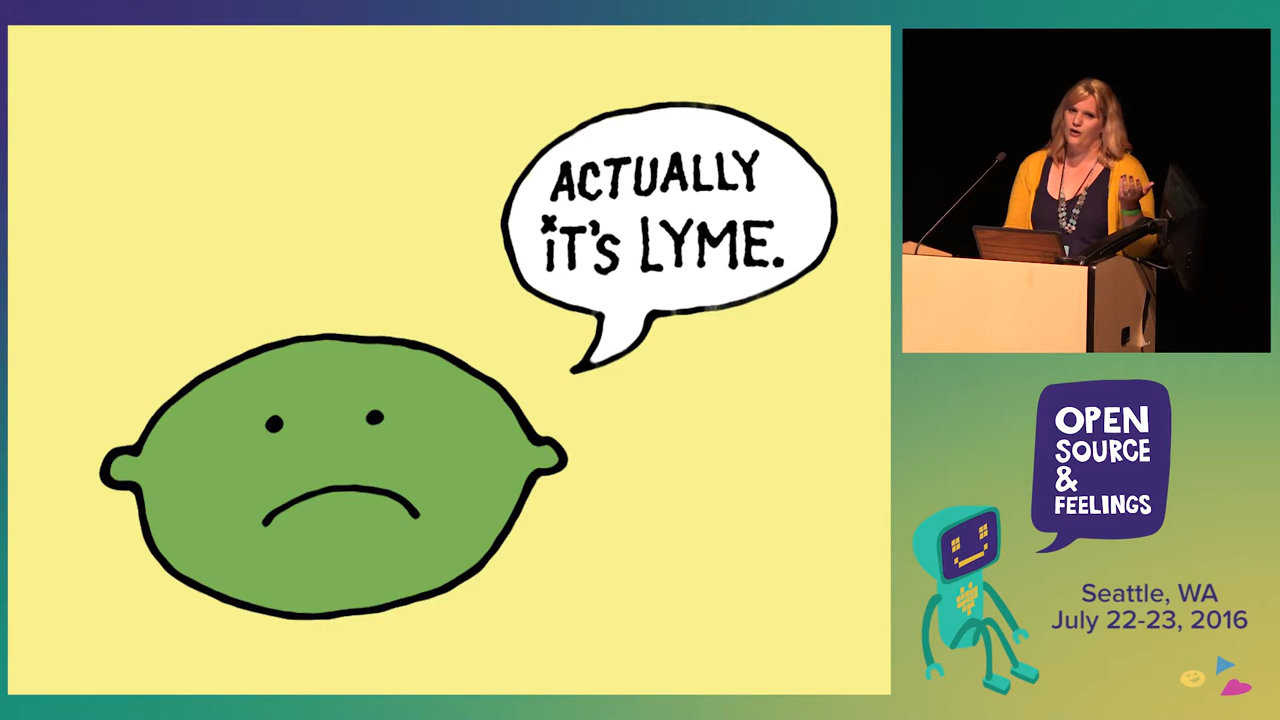 ACTUALLY
iT'S LYME.
OPEN
SOURCE
&
FEELINGS
Seattle, WA
July 22-23, 2016